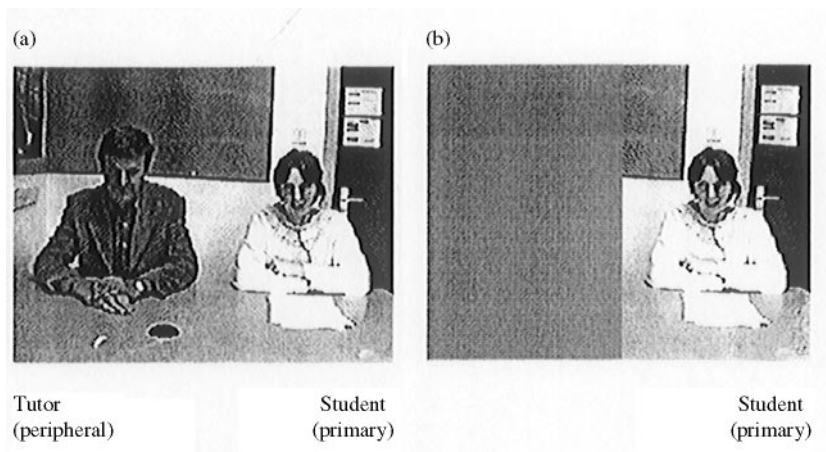 (a)
(b)
Tutor
(peripheral)
Student
(primary)
Student
(primary)